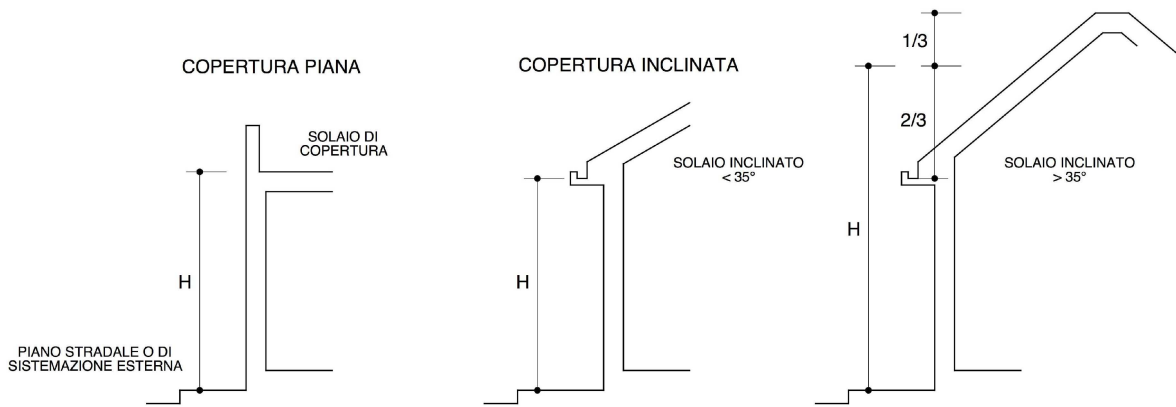 COPERTURA PIANA
SOLAIO DI
COPERTURA
H
PIANO STRADALE O DI
SISTEMAZIONE ESTERNA
COPERTURA INCLINATA
SOLAIO INCLINATO
< 35°
H
1/3
2/3
SOLAIO INCLINATO
> 35°
H